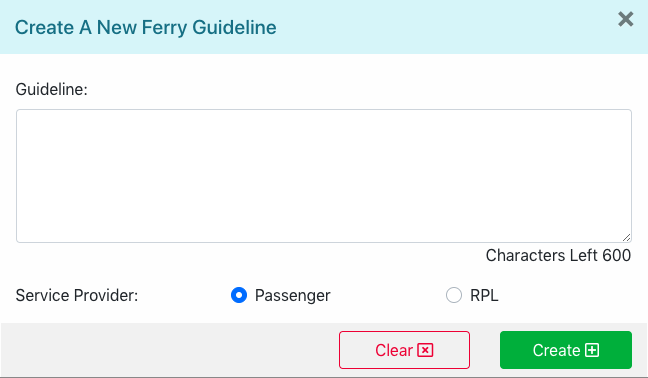 Create A New Ferry Guideline
Guideline:
Characters Left 600
Service Provider: Passenger RPL
Clear Create